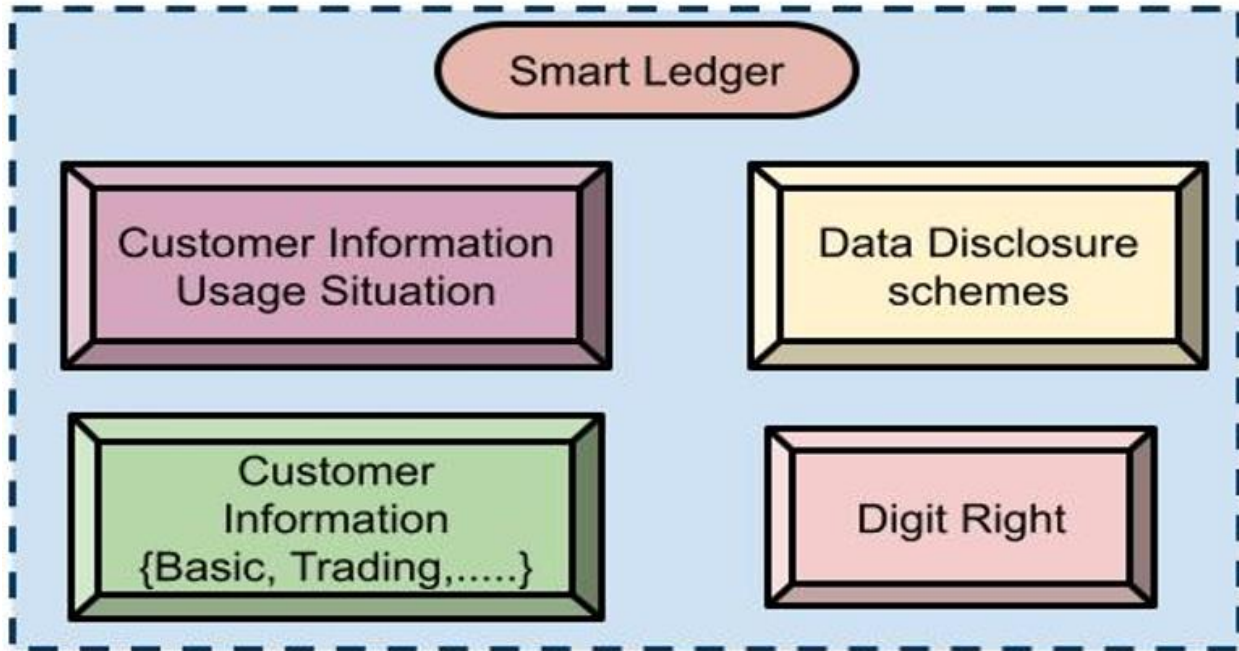 Smart Ledger
Customer Information
Usage Situation
Data Disclosure
schemes
Customer
Information
{Basic, Trading,.....}
Digit Right